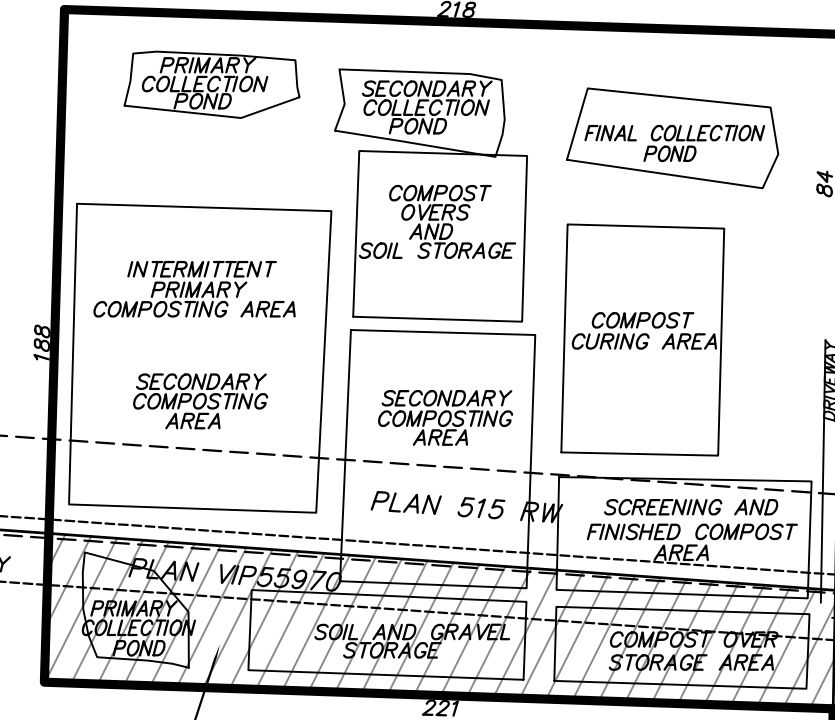 218
PRIMARY
COLLECTION
POND
SECONDARY
COLLECTION
POND
FINAL COLLECTION
POND
84
COMPOST
OVERS
AND
SOIL STORAGE
INTERMITTENT
PRIMARY
COMPOSTING AREA
COMPOST
CURING AREA
188
DRIVEWAY
SECONDARY
COMPOSTING
AREA
SECONDARY
COMPOSTING
AREA
PLAN 515 RW
SCREENING AND
FINISHED COMPOST
AREA
Y
PLAN VIP55970
PRIMARY
COLLECTION
POND
SOIL AND GRAVEL
STORAGE
COMPOST OVER
STORAGE AREA
221